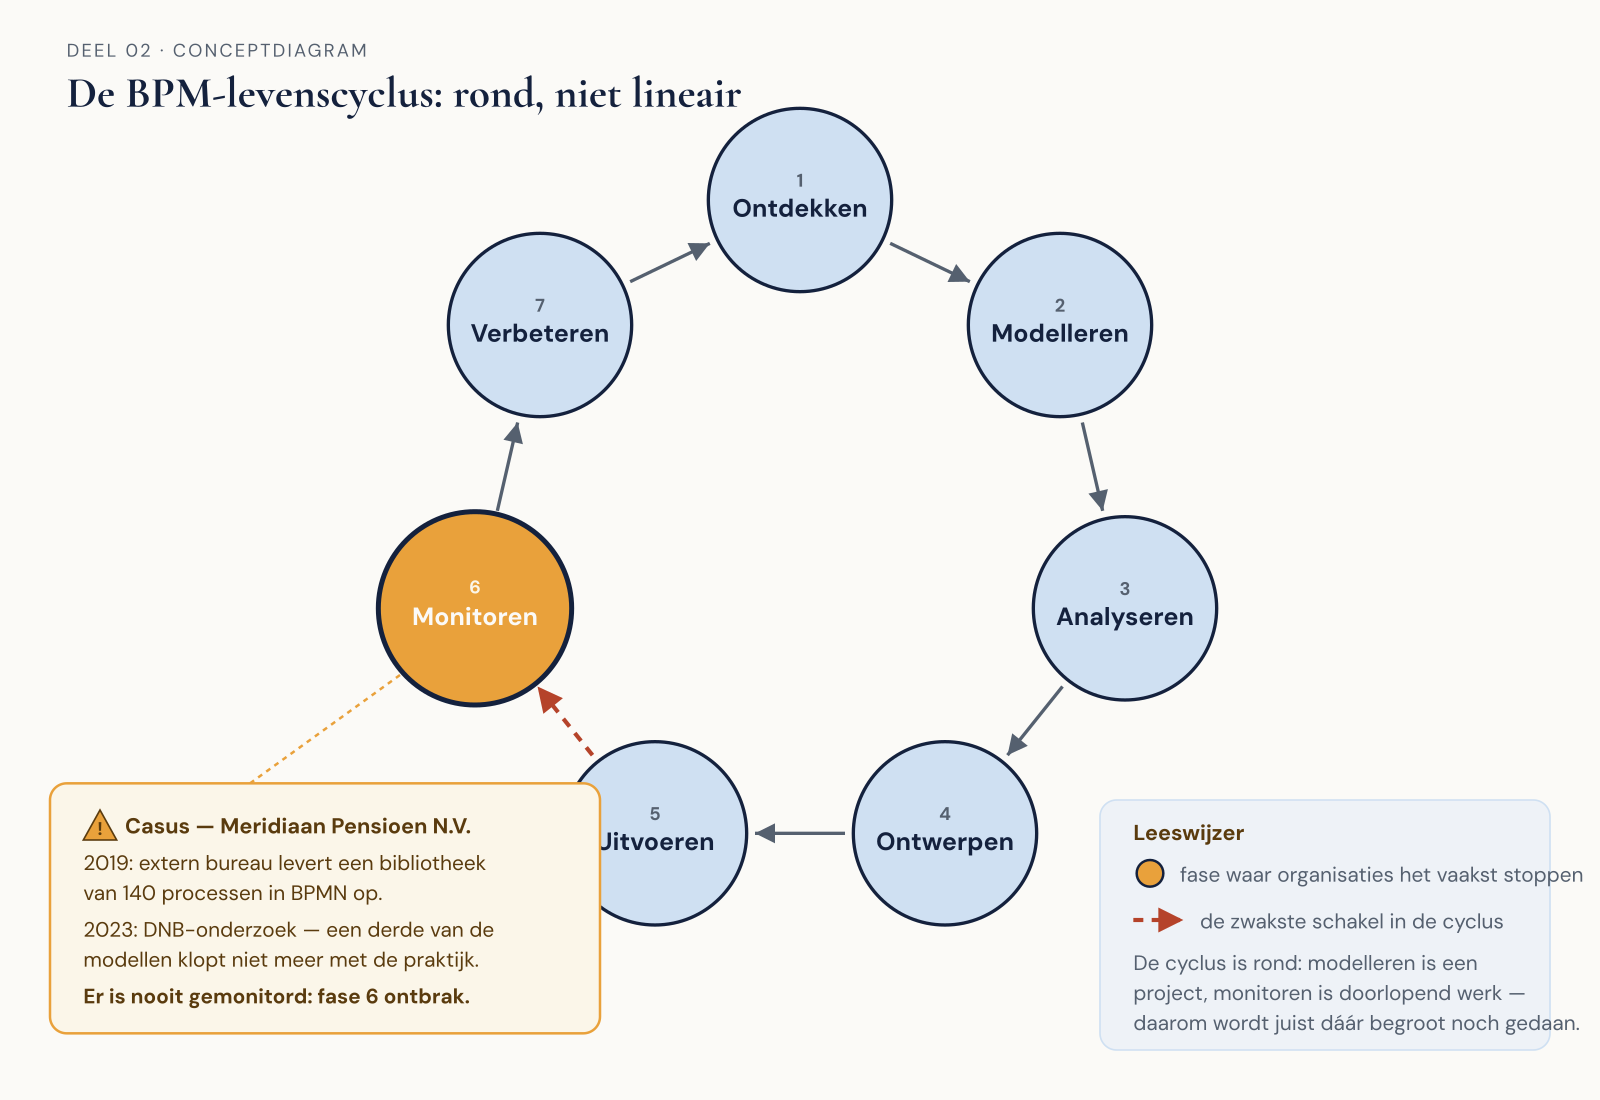 DEEL 02 · CONCEPTDIAGRAM
De BPM-levenscyclus: rond, niet lineair
1
Ontdekken
2
Modelleren
3
Analyseren
4
Ontwerpen
5
Uitvoeren
6
Monitoren
7
Verbeteren
! Casus — Meridiaan Pensioen N.V.
2019: extern bureau levert een bibliotheek
van 140 processen in BPMN op.
2023: DNB-onderzoek — een derde van de
modellen klopt niet meer met de praktijk.
Er is nooit gemonitord: fase 6 ontbrak.
Leeswijzer
fase waar organisaties het vaakst stoppen
de zwakste schakel in de cyclus
De cyclus is rond: modelleren is een
project, monitoren is doorlopend werk —
daarom wordt juist dáár begroot noch gedaan.